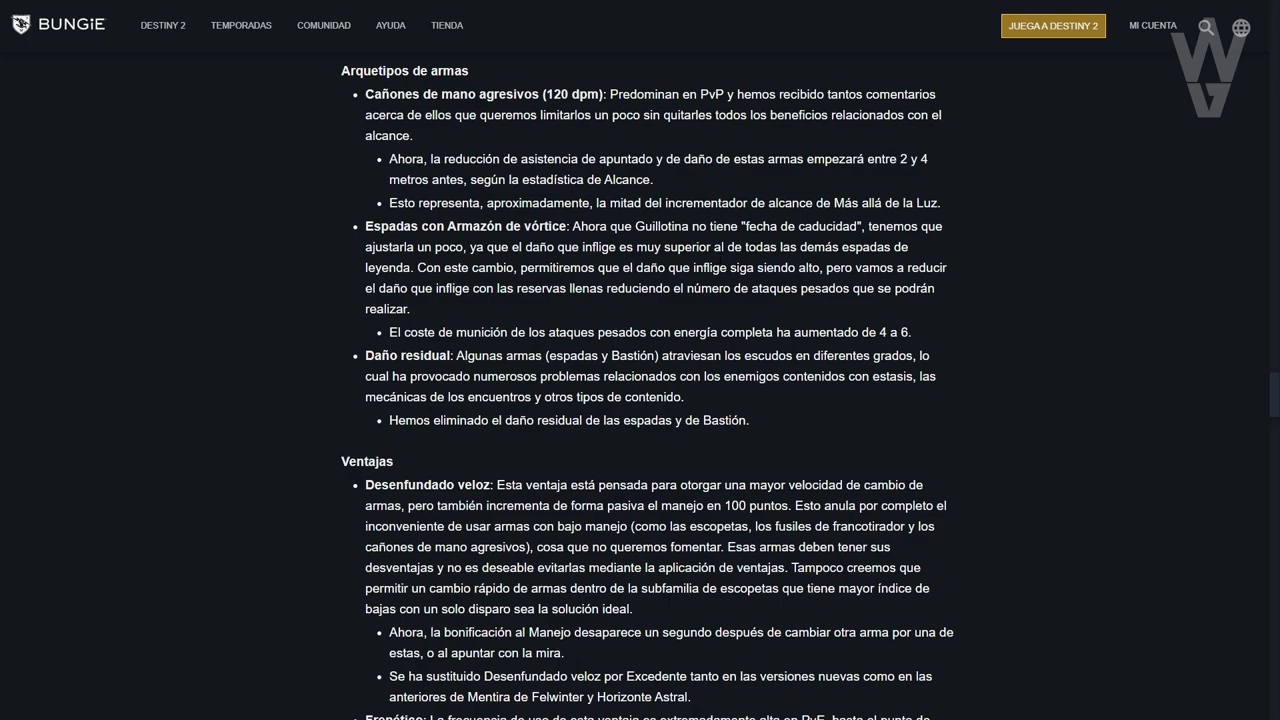 BUNGiE
DESTINY 2 TEMPORADAS COMUNIDAD AYUDA TIENDA JUEGA A DESTINY 2 MI CUENTA
Arquetipos de armas
• Cañones de mano agresivos (120 dpm): Predominan en PvP y hemos recibido tantos comentarios
acerca de ellos que queremos limitarlos un poco sin quitarles todos los beneficios relacionados con el
alcance.
• Ahora, la reducción de asistencia de apuntado y de daño de estas armas empezará entre 2 y 4
metros antes, según la estadística de Alcance.
• Esto representa, aproximadamente, la mitad del incrementador de alcance de Más allá de la Luz.
• Espadas con Armazón de vórtice: Ahora que Guillotina no tiene "fecha de caducidad", tenemos que
ajustarla un poco, ya que el daño que inflige es muy superior al de todas las demás espadas de
leyenda. Con este cambio, permitiremos que el daño que inflige siga siendo alto, pero vamos a reducir
el daño que inflige con las reservas llenas reduciendo el número de ataques pesados que se podrán
realizar.
• El coste de munición de los ataques pesados con energía completa ha aumentado de 4 a 6.
• Daño residual: Algunas armas (espadas y Bastión) atraviesan los escudos en diferentes grados, lo
cual ha provocado numerosos problemas relacionados con los enemigos contenidos con estasis, las
mecánicas de los encuentros y otros tipos de contenido.
• Hemos eliminado el daño residual de las espadas y de Bastión.
Ventajas
• Desenfundado veloz: Esta ventaja está pensada para otorgar una mayor velocidad de cambio de
armas, pero también incrementa de forma pasiva el manejo en 100 puntos. Esto anula por completo el
inconveniente de usar armas con bajo manejo (como las escopetas, los fusiles de francotirador y los
cañones de mano agresivos), cosa que no queremos fomentar. Esas armas deben tener sus
desventajas y no es deseable evitarlas mediante la aplicación de ventajas. Tampoco creemos que
permitir un cambio rápido de armas dentro de la subfamilia de escopetas que tiene mayor índice de
bajas con un solo disparo sea la solución ideal.
• Ahora, la bonificación al Manejo desaparece un segundo después de cambiar otra arma por una de
estas, o al apuntar con la mira.
• Se ha sustituido Desenfundado veloz por Excedente tanto en las versiones nuevas como en las
anteriores de Mentira de Felwinter y Horizonte Astral.
• Frenético: La frecuencia de uso de esta ventaja es extremadamente alta en PvE, hasta el punto de